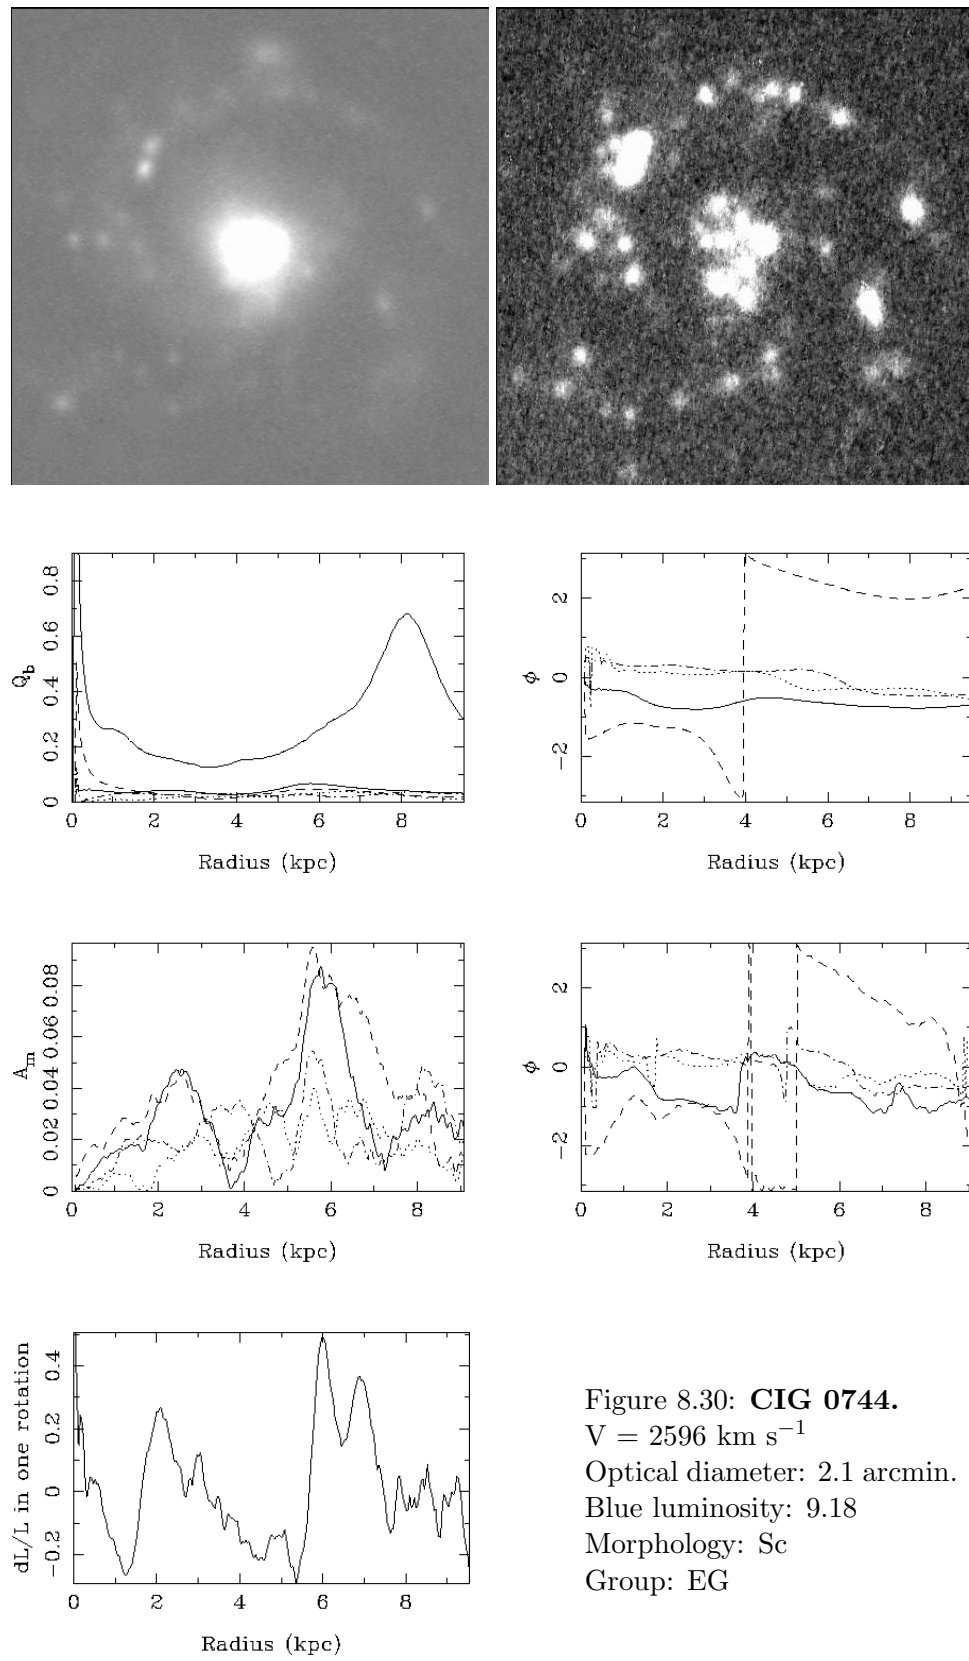 0.8
0.6
0.4
0.2
0
Q_b
0 2 4 6 8
Radius (kpc)
2
0
−2
ϕ
0 2 4 6 8
Radius (kpc)
0.08
0.06
0.04
0.02
0
A_m
0 2 4 6 8
Radius (kpc)
2
0
−2
ϕ
0 2 4 6 8
Radius (kpc)
0.4
0.2
0
−0.2
dL/L in one rotation
0 2 4 6 8
Radius (kpc)
Figure 8.30: CIG 0744.
V = 2596 km s⁻¹
Optical diameter: 2.1 arcmin.
Blue luminosity: 9.18
Morphology: Sc
Group: EG